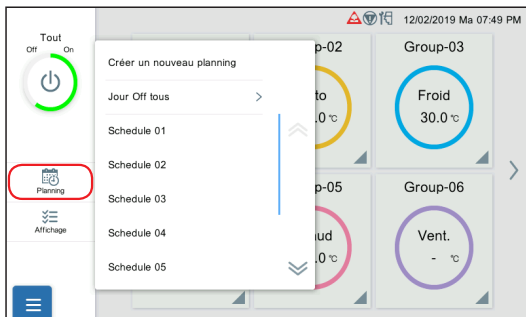 12/02/2019 Ma 07:49 PM
Tout
Off On
Planning
Affichage
Créer un nouveau planning
Jour Off tous
Schedule 01
Schedule 02
Schedule 03
Schedule 04
Schedule 05
p-02
to
.0 °C
Group-03
Froid
30.0 °C
p-05
aud
.0 °C
Group-06
Vent.
- °C